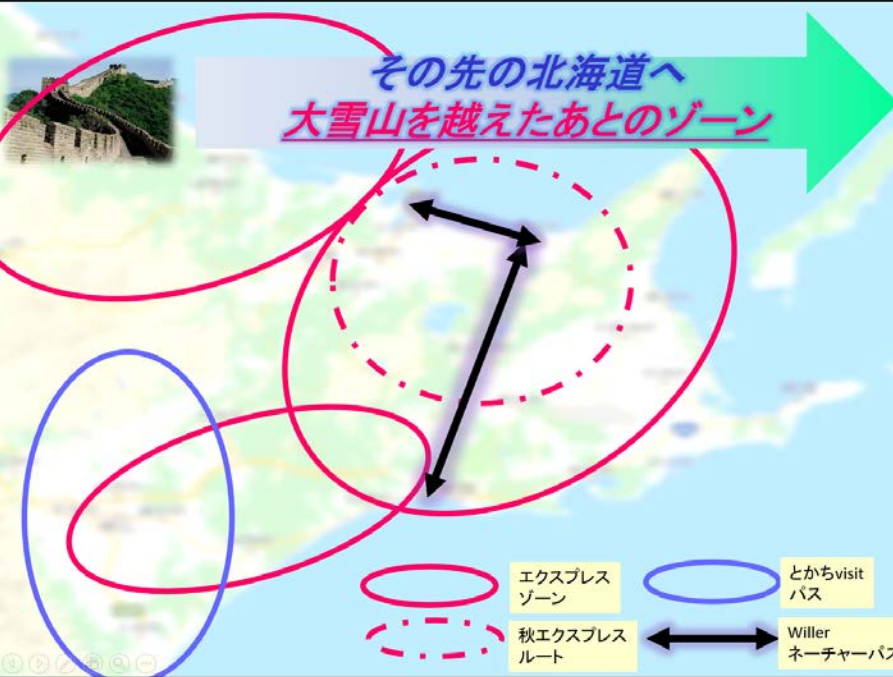 その先の北海道へ
大雪山を越えたあとのゾーン
エクスプレス
ゾーン
とかちvisit
パス
秋エクスプレス
ルート
Willer
ネーチャーパス